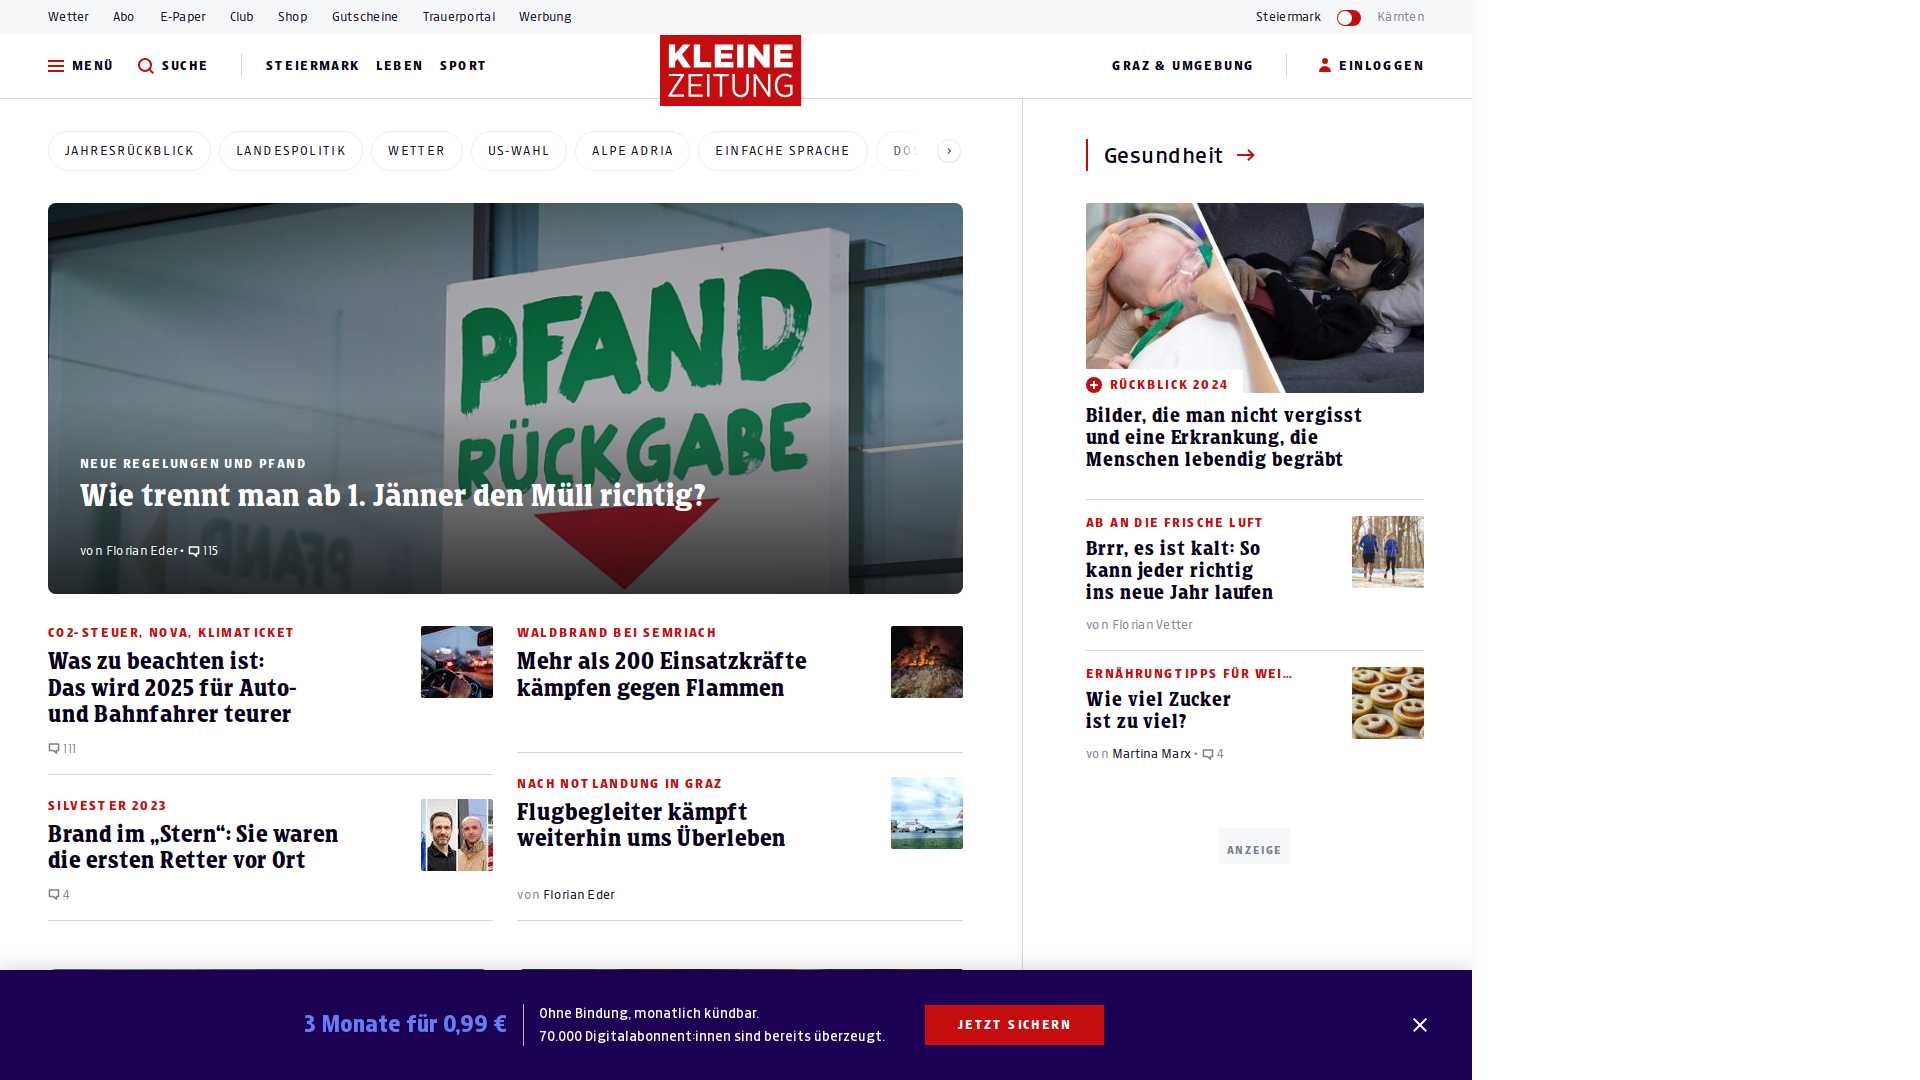 Wetter Abo E-Paper Club Shop Gutscheine Trauerportal Werbung Steiermark Kärnten
MENÜ SUCHE STEIERMARK LEBEN SPORT
KLEINE
ZEITUNG
GRAZ & UMGEBUNG EINLOGGEN
JAHRESRÜCKBLICK LANDESPOLITIK WETTER US-WAHL ALPE ADRIA EINFACHE SPRACHE
PFAND
RÜCKGABE
NEUE REGELUNGEN UND PFAND
Wie trennt man ab 1. Jänner den Müll richtig?
von Florian Eder • 115
CO2-STEUER, NOVA, KLIMATICKET
Was zu beachten ist:
Das wird 2025 für Auto-
und Bahnfahrer teurer
111
SILVESTER 2023
Brand im „Stern“: Sie waren
die ersten Retter vor Ort
4
WALDBRAND BEI SEMRIACH
Mehr als 200 Einsatzkräfte
kämpfen gegen Flammen
NACH NOTLANDUNG IN GRAZ
Flugbegleiter kämpft
weiterhin ums Überleben
von Florian Eder
Gesundheit
RÜCKBLICK 2024
Bilder, die man nicht vergisst
und eine Erkrankung, die
Menschen lebendig begräbt
AB AN DIE FRISCHE LUFT
Brrr, es ist kalt: So
kann jeder richtig
ins neue Jahr laufen
von Florian Vetter
ERNÄHRUNGTIPPS FÜR WEI...
Wie viel Zucker
ist zu viel?
von Martina Marx • 4
ANZEIGE
3 Monate für 0,99 €
Ohne Bindung, monatlich kündbar.
70.000 Digitalabonnent:innen sind bereits überzeugt.
JETZT SICHERN